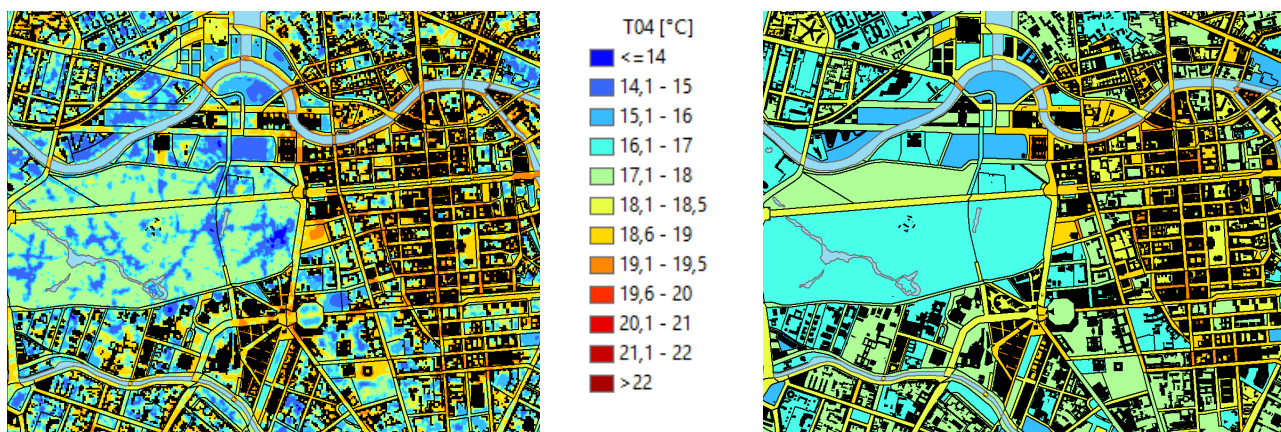 T04 [°C]
<=14
14,1 - 15
15,1 - 16
16,1 - 17
17,1 - 18
18,1 - 18,5
18,6 - 19
19,1 - 19,5
19,6 - 20
20,1 - 21
21,1 - 22
>22